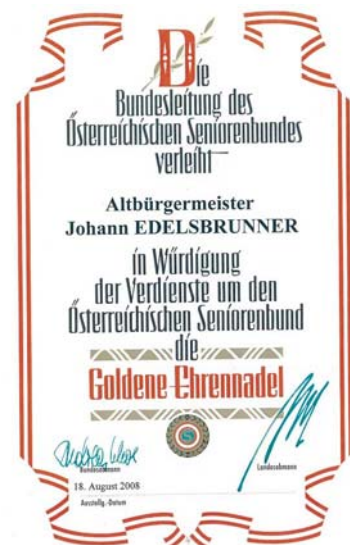 Die
Bundesleitung des
Österreichischen Seniorenbundes
verleiht
Altbürgermeister
Johann EDELSBRUNNER
in Würdigung
der Verdienste um den
Österreichischen Seniorenbund
die
Goldene Ehrennadel
S
Bundesobmann
Landesobmann
18. August 2008
Ausstellg.-Datum